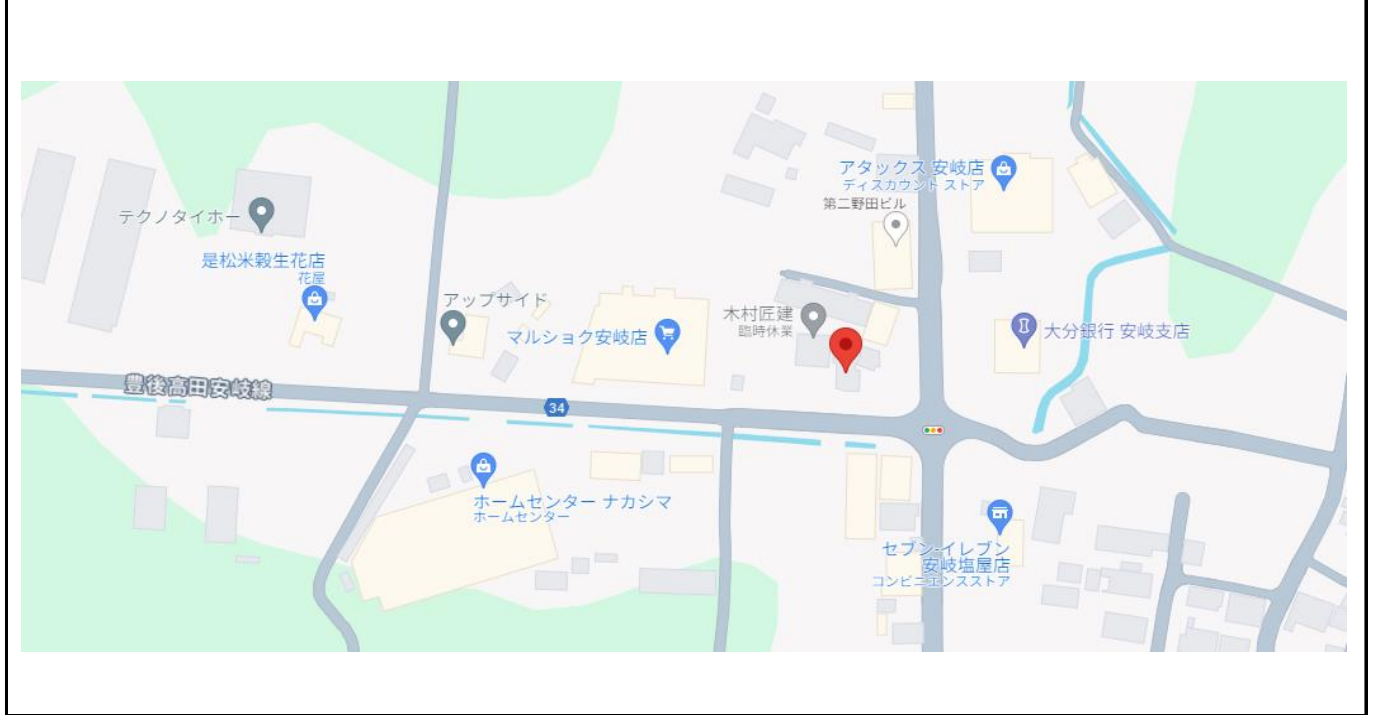 アタックス 安岐店
ディスカウント ストア
第二野田ビル
テクノタイホー
是松米穀生花店
花屋
アップサイド
マルショク安岐店
木村匠建
臨時休業
大分銀行 安岐支店
豊後高田安岐線
34
ホームセンター ナカシマ
ホームセンター
セブン-イレブン
安岐塩屋店
コンビニエンスストア